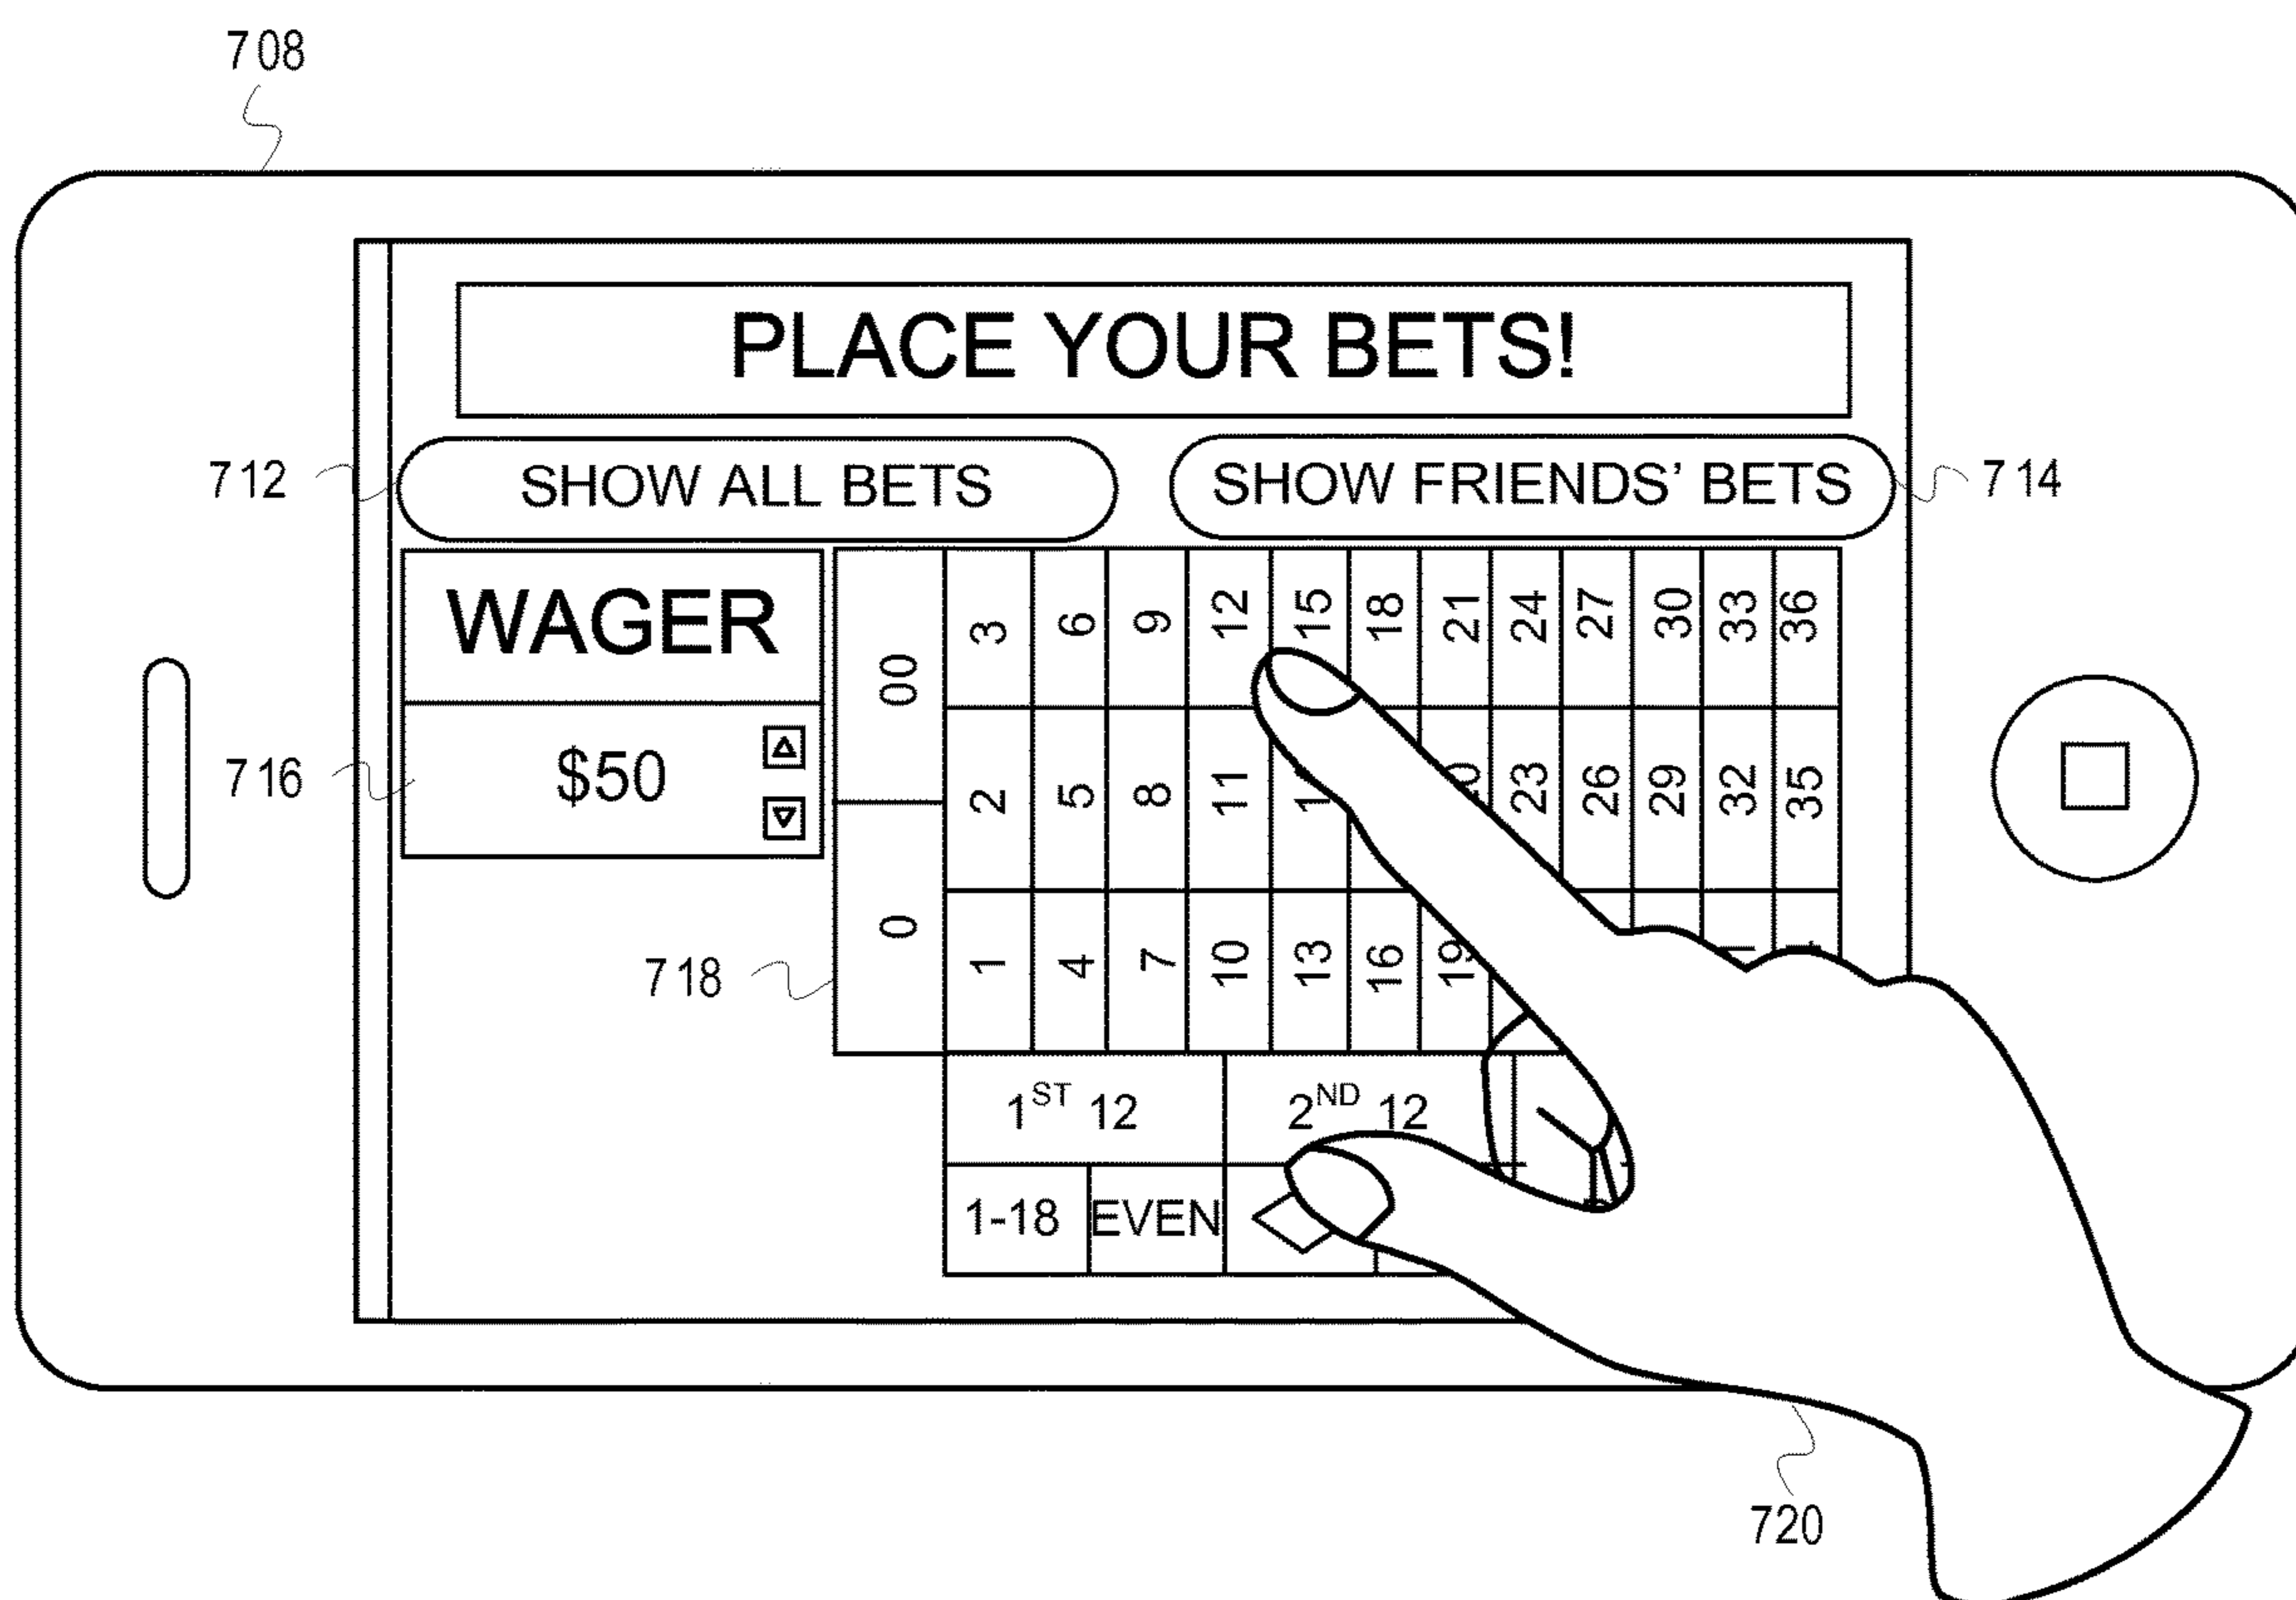 708
PLACE YOUR BETS!
712 SHOW ALL BETS SHOW FRIENDS' BETS 714
WAGER
716 $50
718
00 3 6 9 12 15 18 21 24 27 30 33 36
2 5 8 11 23 26 29 32 35
0 1 4 7 10 13 16 19
1ST 12 2ND 12
1-18 EVEN
720